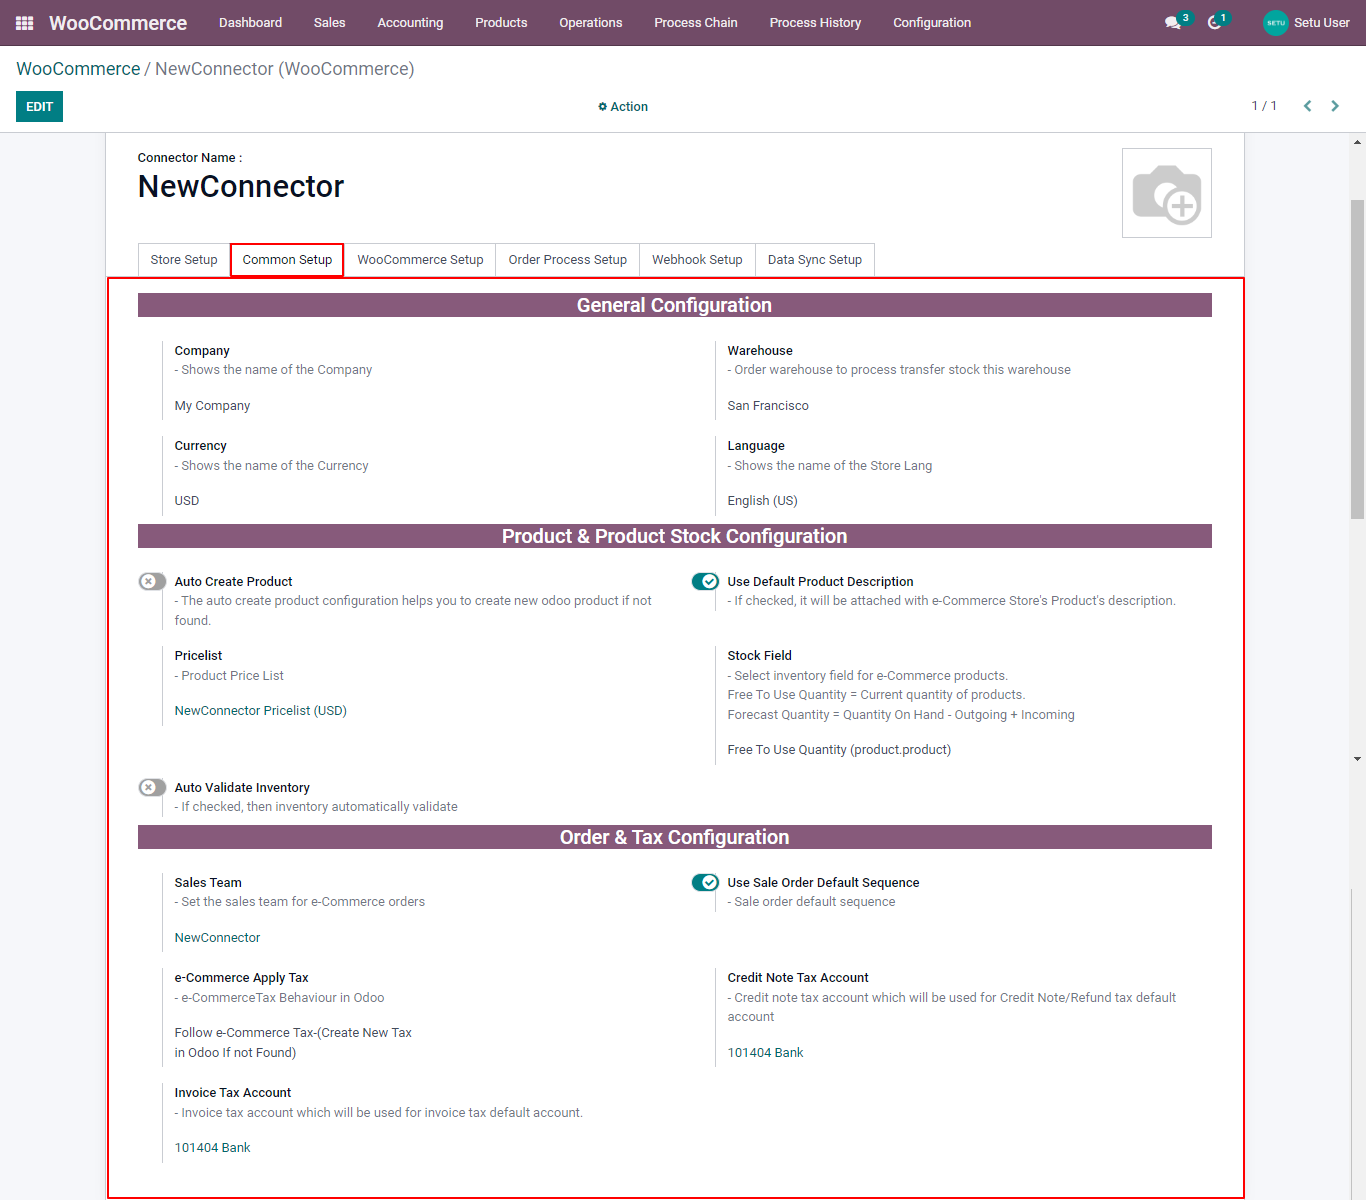 WooCommerce Dashboard Sales Accounting Products Operations Process Chain Process History Configuration 3 1 SETU Setu User
WooCommerce / NewConnector (WooCommerce)
EDIT Action 1 / 1
Connector Name :
NewConnector
Store Setup Common Setup WooCommerce Setup Order Process Setup Webhook Setup Data Sync Setup
General Configuration
Company
- Shows the name of the Company
My Company
Warehouse
- Order warehouse to process transfer stock this warehouse
San Francisco
Currency
- Shows the name of the Currency
USD
Language
- Shows the name of the Store Lang
English (US)
Product & Product Stock Configuration
Auto Create Product
- The auto create product configuration helps you to create new odoo product if not
found.
Use Default Product Description
- If checked, it will be attached with e-Commerce Store's Product's description.
Pricelist
- Product Price List
NewConnector Pricelist (USD)
Stock Field
- Select inventory field for e-Commerce products.
Free To Use Quantity = Current quantity of products.
Forecast Quantity = Quantity On Hand - Outgoing + Incoming
Free To Use Quantity (product.product)
Auto Validate Inventory
- If checked, then inventory automatically validate
Order & Tax Configuration
Sales Team
- Set the sales team for e-Commerce orders
NewConnector
Use Sale Order Default Sequence
- Sale order default sequence
e-Commerce Apply Tax
- e-CommerceTax Behaviour in Odoo
Follow e-Commerce Tax-(Create New Tax
in Odoo If not Found)
Credit Note Tax Account
- Credit note tax account which will be used for Credit Note/Refund tax default
account
101404 Bank
Invoice Tax Account
- Invoice tax account which will be used for invoice tax default account.
101404 Bank